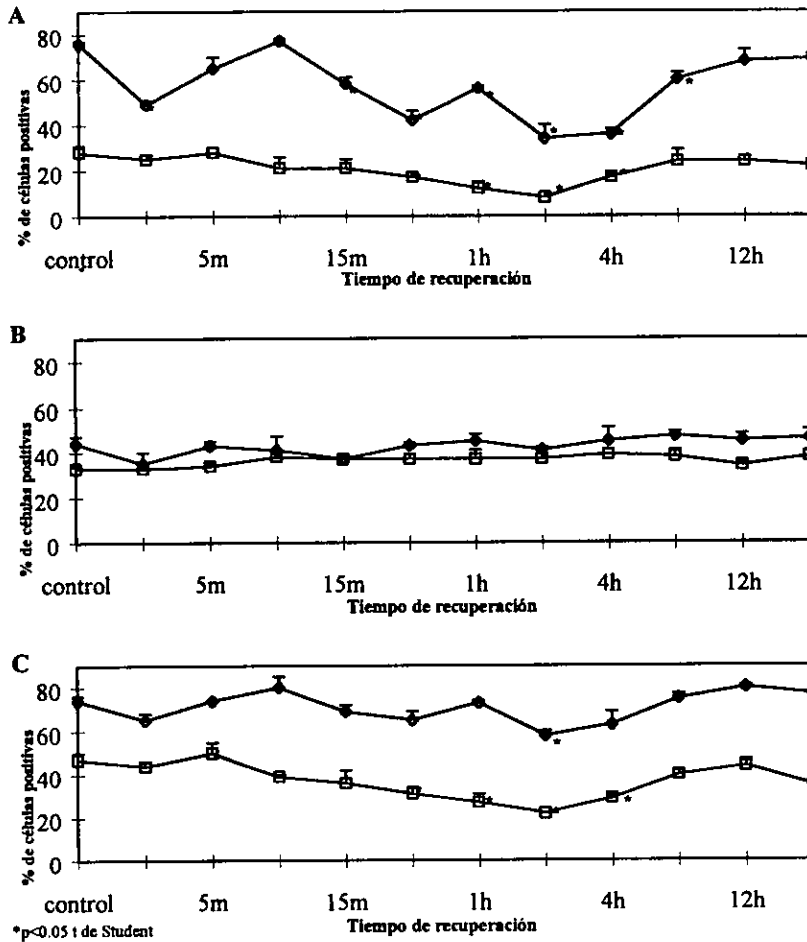 A
% de células positivas
80
60
40
20
0
control 5m 15m 1h 4h 12h
Tiempo de recuperación
B
% de células positivas
80
60
40
20
0
control 5m 15m 1h 4h 12h
Tiempo de recuperación
C
% de células positivas
80
60
40
20
0
control 5m 15m 1h 4h 12h
Tiempo de recuperación
*p<0.05 t de Student